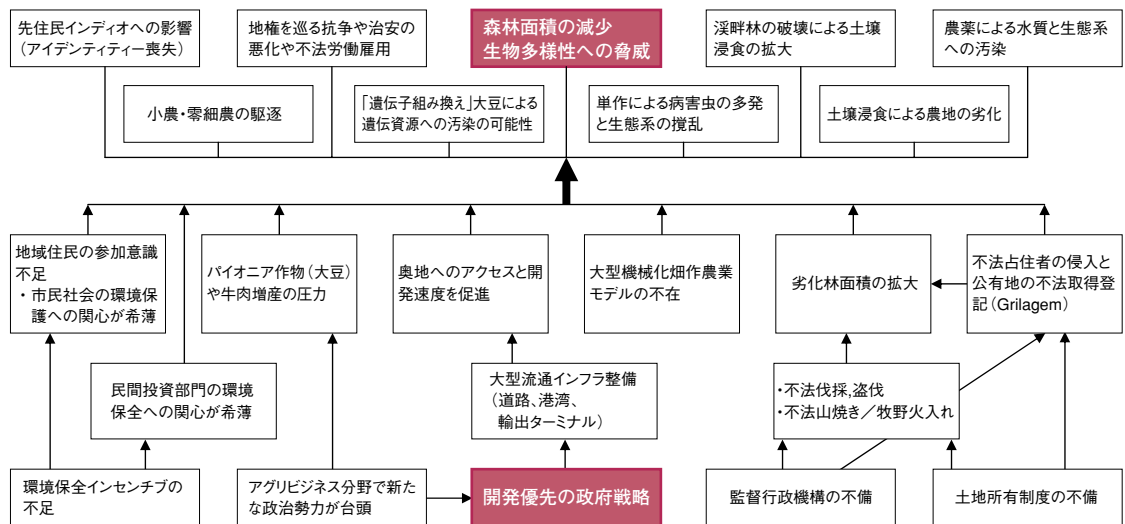 先住民インディオへの影響
(アイデンティティー喪失)
地権を巡る抗争や治安の
悪化や不法労働雇用
森林面積の減少
生物多様性への脅威
渓畔林の破壊による土壌
浸食の拡大
農薬による水質と生態系
への汚染
小農・零細農の駆逐
「遺伝子組み換え」大豆による
遺伝資源への汚染の可能性
単作による病害虫の多発
と生態系の撹乱
土壌浸食による農地の劣化
地域住民の参加意識
不足
・市民社会の環境保
護への関心が希薄
パイオニア作物(大豆)
や牛肉増産の圧力
奥地へのアクセスと開
発速度を促進
大型機械化畑作農業
モデルの不在
劣化林面積の拡大
不法占住者の侵入と
公有地の不法取得登
記(Grilagem)
民間投資部門の環境
保全への関心が希薄
大型流通インフラ整備
(道路、港湾、
輸出ターミナル)
・不法伐採,盗伐
・不法山焼き/牧野火入れ
環境保全インセンチブの
不足
アグリビジネス分野で新た
な政治勢力が台頭
開発優先の政府戦略
監督行政機構の不備
土地所有制度の不備